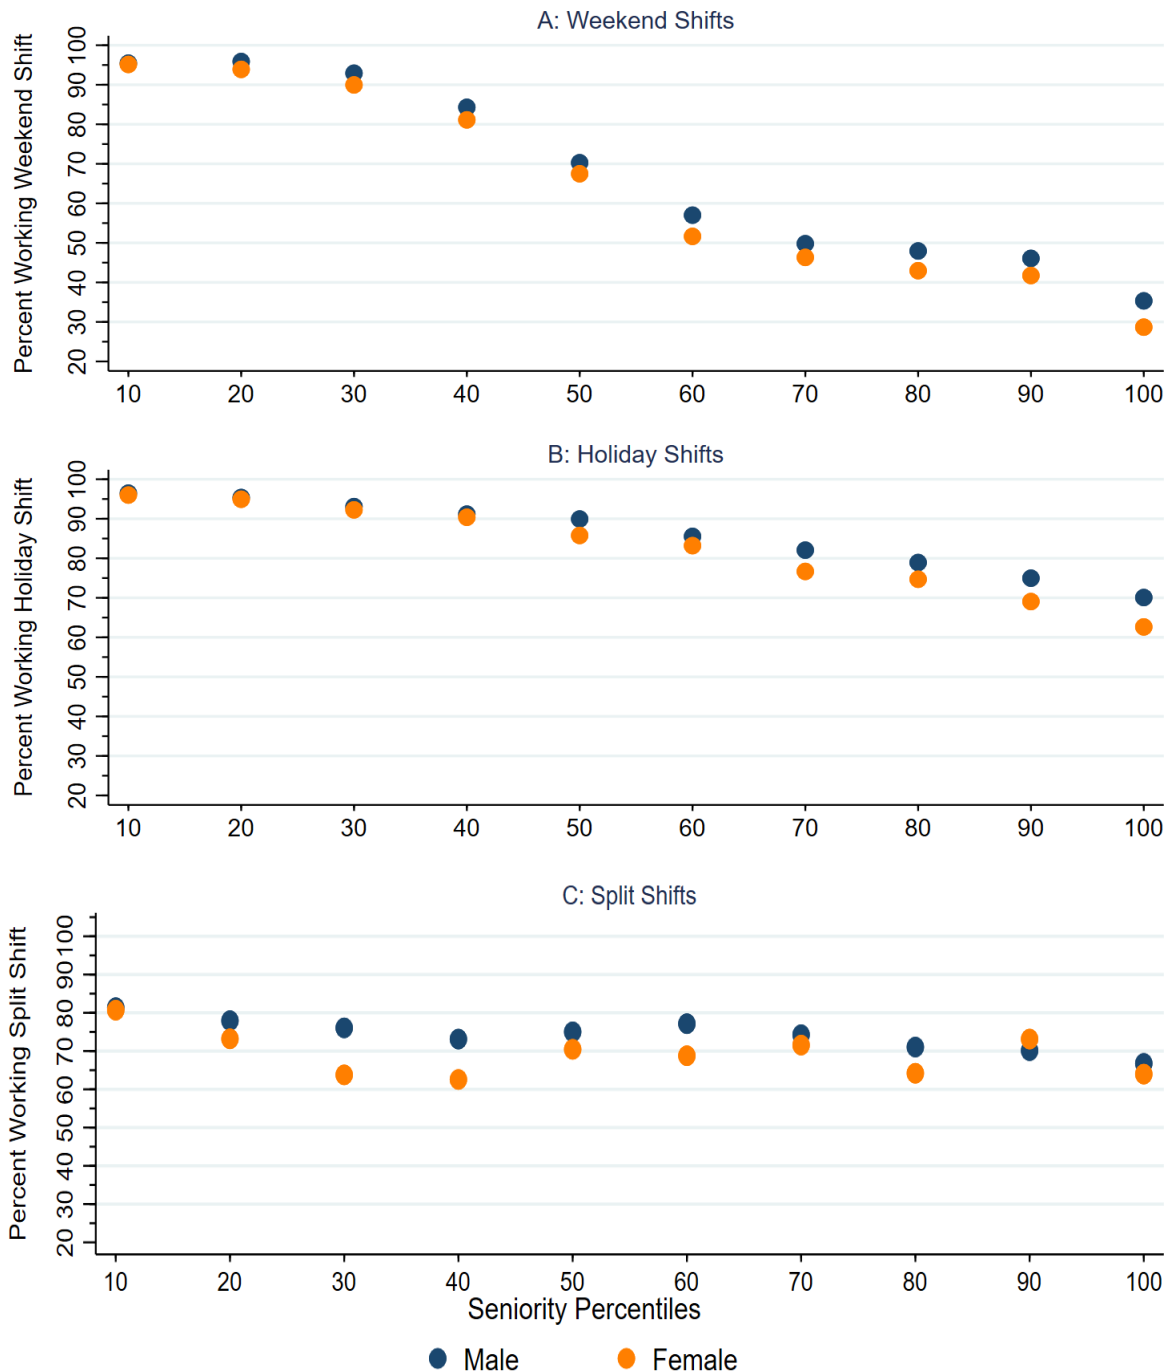 A: Weekend Shifts
Percent Working Weekend Shift
100
90
80
70
60
50
40
30
20
10 20 30 40 50 60 70 80 90 100
B: Holiday Shifts
Percent Working Holiday Shift
100
90
80
70
60
50
40
30
20
10 20 30 40 50 60 70 80 90 100
C: Split Shifts
Percent Working Split Shift
100
90
80
70
60
50
40
30
20
10 20 30 40 50 60 70 80 90 100
Seniority Percentiles
Male Female